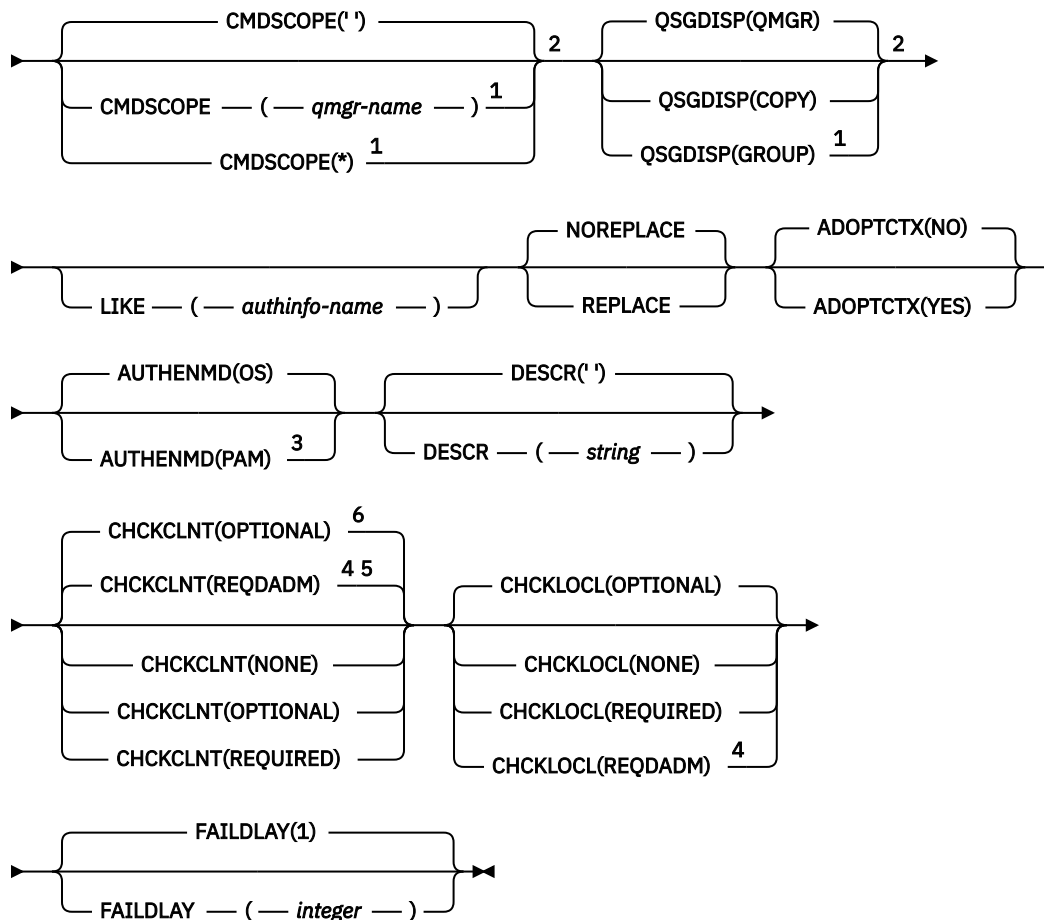 CMDSCOPE(' ') QSGDISP(QMGR)
2 2
CMDSCOPE ( qmgr-name ) 1 QSGDISP(COPY)
CMDSCOPE(*) 1 QSGDISP(GROUP) 1
NOREPLACE ADOPTCTX(NO)
LIKE ( authinfo-name ) REPLACE ADOPTCTX(YES)
AUTHENMD(OS) DESCR(' ')
AUTHENMD(PAM) 3 DESCR ( string )
CHCKCLNT(OPTIONAL) 6
CHCKCLNT(REQDADM) 4 5 CHCKLOCL(OPTIONAL)
CHCKCLNT(NONE) CHCKLOCL(NONE)
CHCKCLNT(OPTIONAL) CHCKLOCL(REQUIRED)
CHCKCLNT(REQUIRED) CHCKLOCL(REQDADM) 4
FAILDLAY(1)
FAILDLAY ( integer )